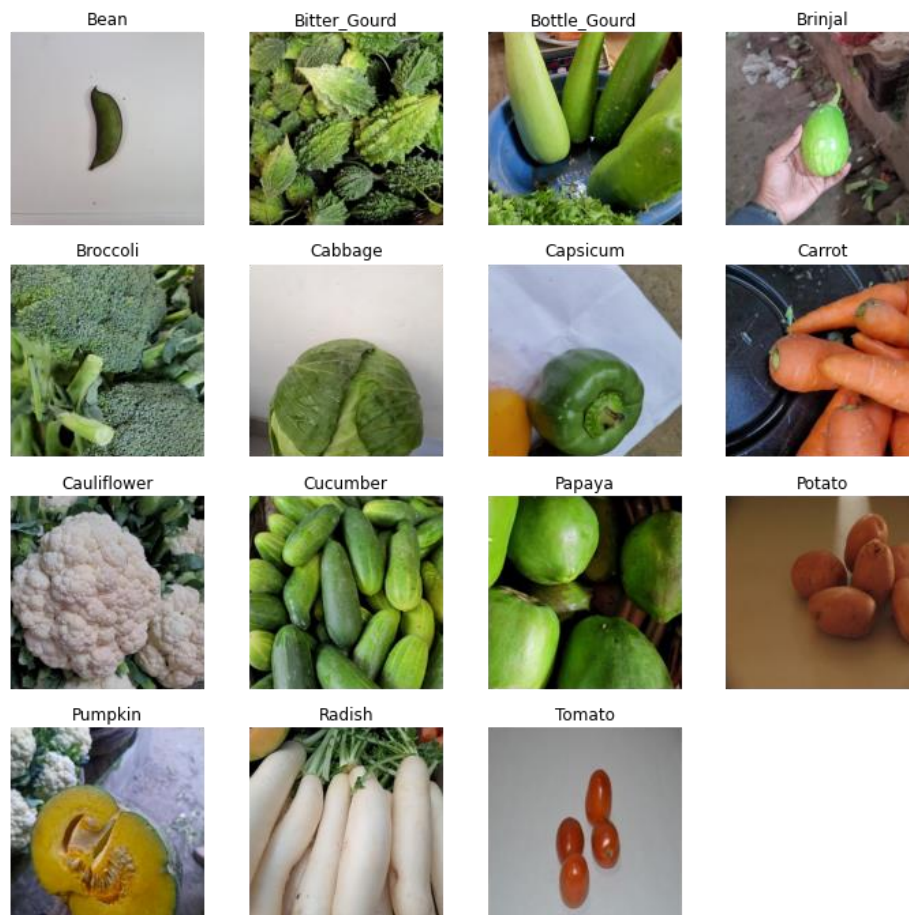 Bean
Bitter_Gourd
Bottle_Gourd
Brinjal
Broccoli
Cabbage
Capsicum
Carrot
Cauliflower
Cucumber
Papaya
Potato
Pumpkin
Radish
Tomato